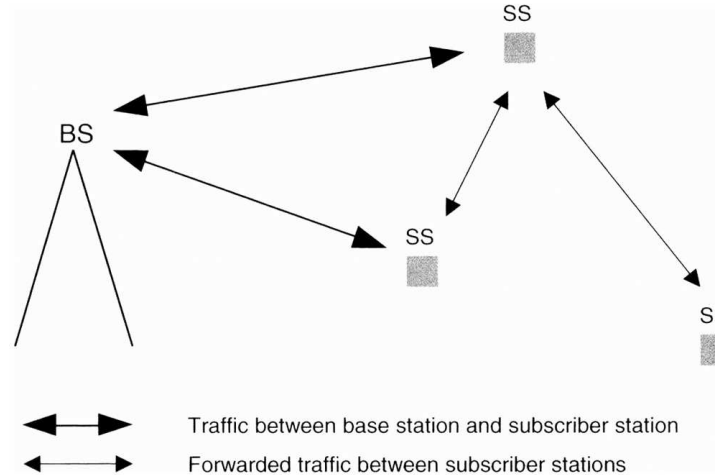 SS
BS
SS
S
Traffic between base station and subscriber station
Forwarded traffic between subscriber stations